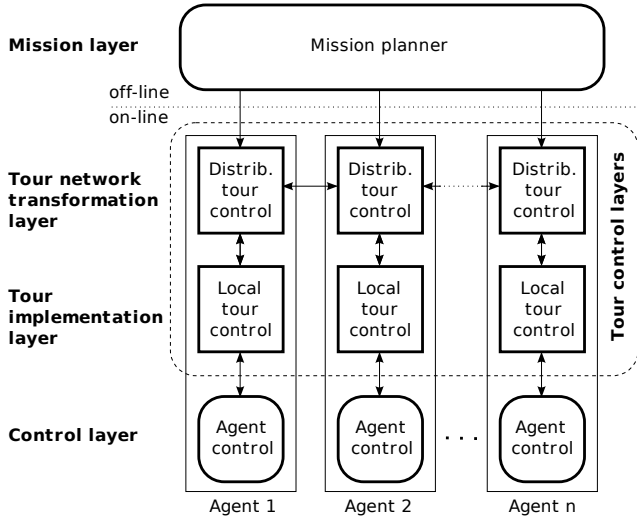 Mission layer
Mission planner
off-line
on-line
Tour network
transformation
layer
Distrib.
tour
control
Distrib.
tour
control
Distrib.
tour
control
Tour control layers
Tour
implementation
layer
Local
tour
control
Local
tour
control
Local
tour
control
Control layer
Agent
control
Agent
control
. . .
Agent
control
Agent 1
Agent 2
Agent n